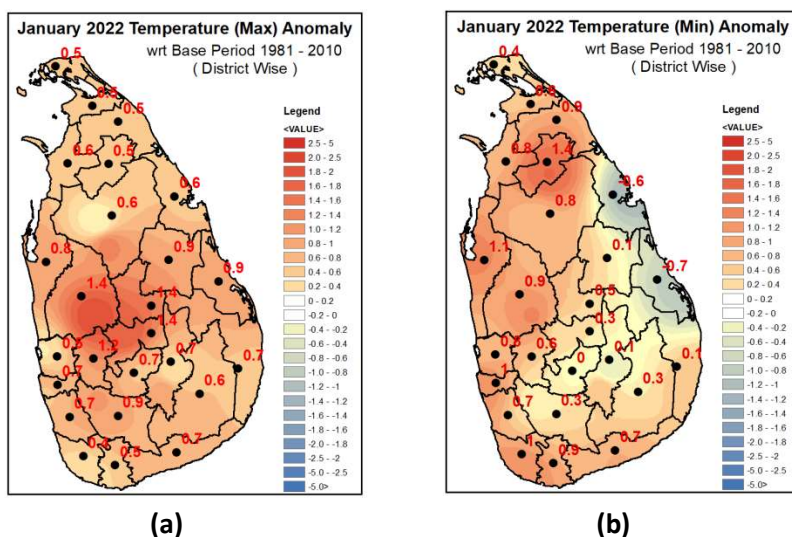 January 2022 Temperature (Max) Anomaly
wrt Base Period 1981 - 2010
( District Wise )
Legend
<VALUE>
2.5 - 5
2.0 - 2.5
1.8 - 2
1.6 - 1.8
1.4 - 1.6
1.2 - 1.4
1 - 1.2
0.8 - 1
0.6 - 0.8
0.4 - 0.6
0.2 - 0.4
0 - 0.2
-0.2 - 0
-0.4 - -0.2
-0.6 - -0.4
-0.8 - -0.6
-1.0 - -0.8
-1.2 - -1
-1.4 - -1.2
-1.6 - -1.4
-1.8 - -1.6
-2.0 - -1.8
-2.5 - -2
-5.0 - -2.5
-5.0>
0.5
0.5
0.5
0.6 0.5
0.6
0.6
0.8
0.9
0.9
1.4
1.4
1.4
1.2
0.7
0.7
0.7
0.7
0.6
0.7
0.9
0.4
0.7
(a)
January 2022 Temperature (Min) Anomaly
wrt Base Period 1981 - 2010
( District Wise )
Legend
<VALUE>
2.5 - 5
2.0 - 2.5
1.8 - 2
1.6 - 1.8
1.4 - 1.6
1.2 - 1.4
1 - 1.2
0.8 - 1
0.6 - 0.8
0.4 - 0.6
0.2 - 0.4
0 - 0.2
-0.2 - 0
-0.4 - -0.2
-0.6 - -0.4
-0.8 - -0.6
-1.0 - -0.8
-1.2 - -1
-1.4 - -1.2
-1.6 - -1.4
-1.8 - -1.6
-2.0 - -1.8
-2.5 - -2
-5.0 - -2.5
-5.0>
0.4
0.9
0.8 1.4
-0.6
0.8
1.1
0.1
-0.7
0.9
0.5
0.3
0.6
0
0.1
0.1
1
0.3
0.7
0.3
1
0.9
0.7
(b)